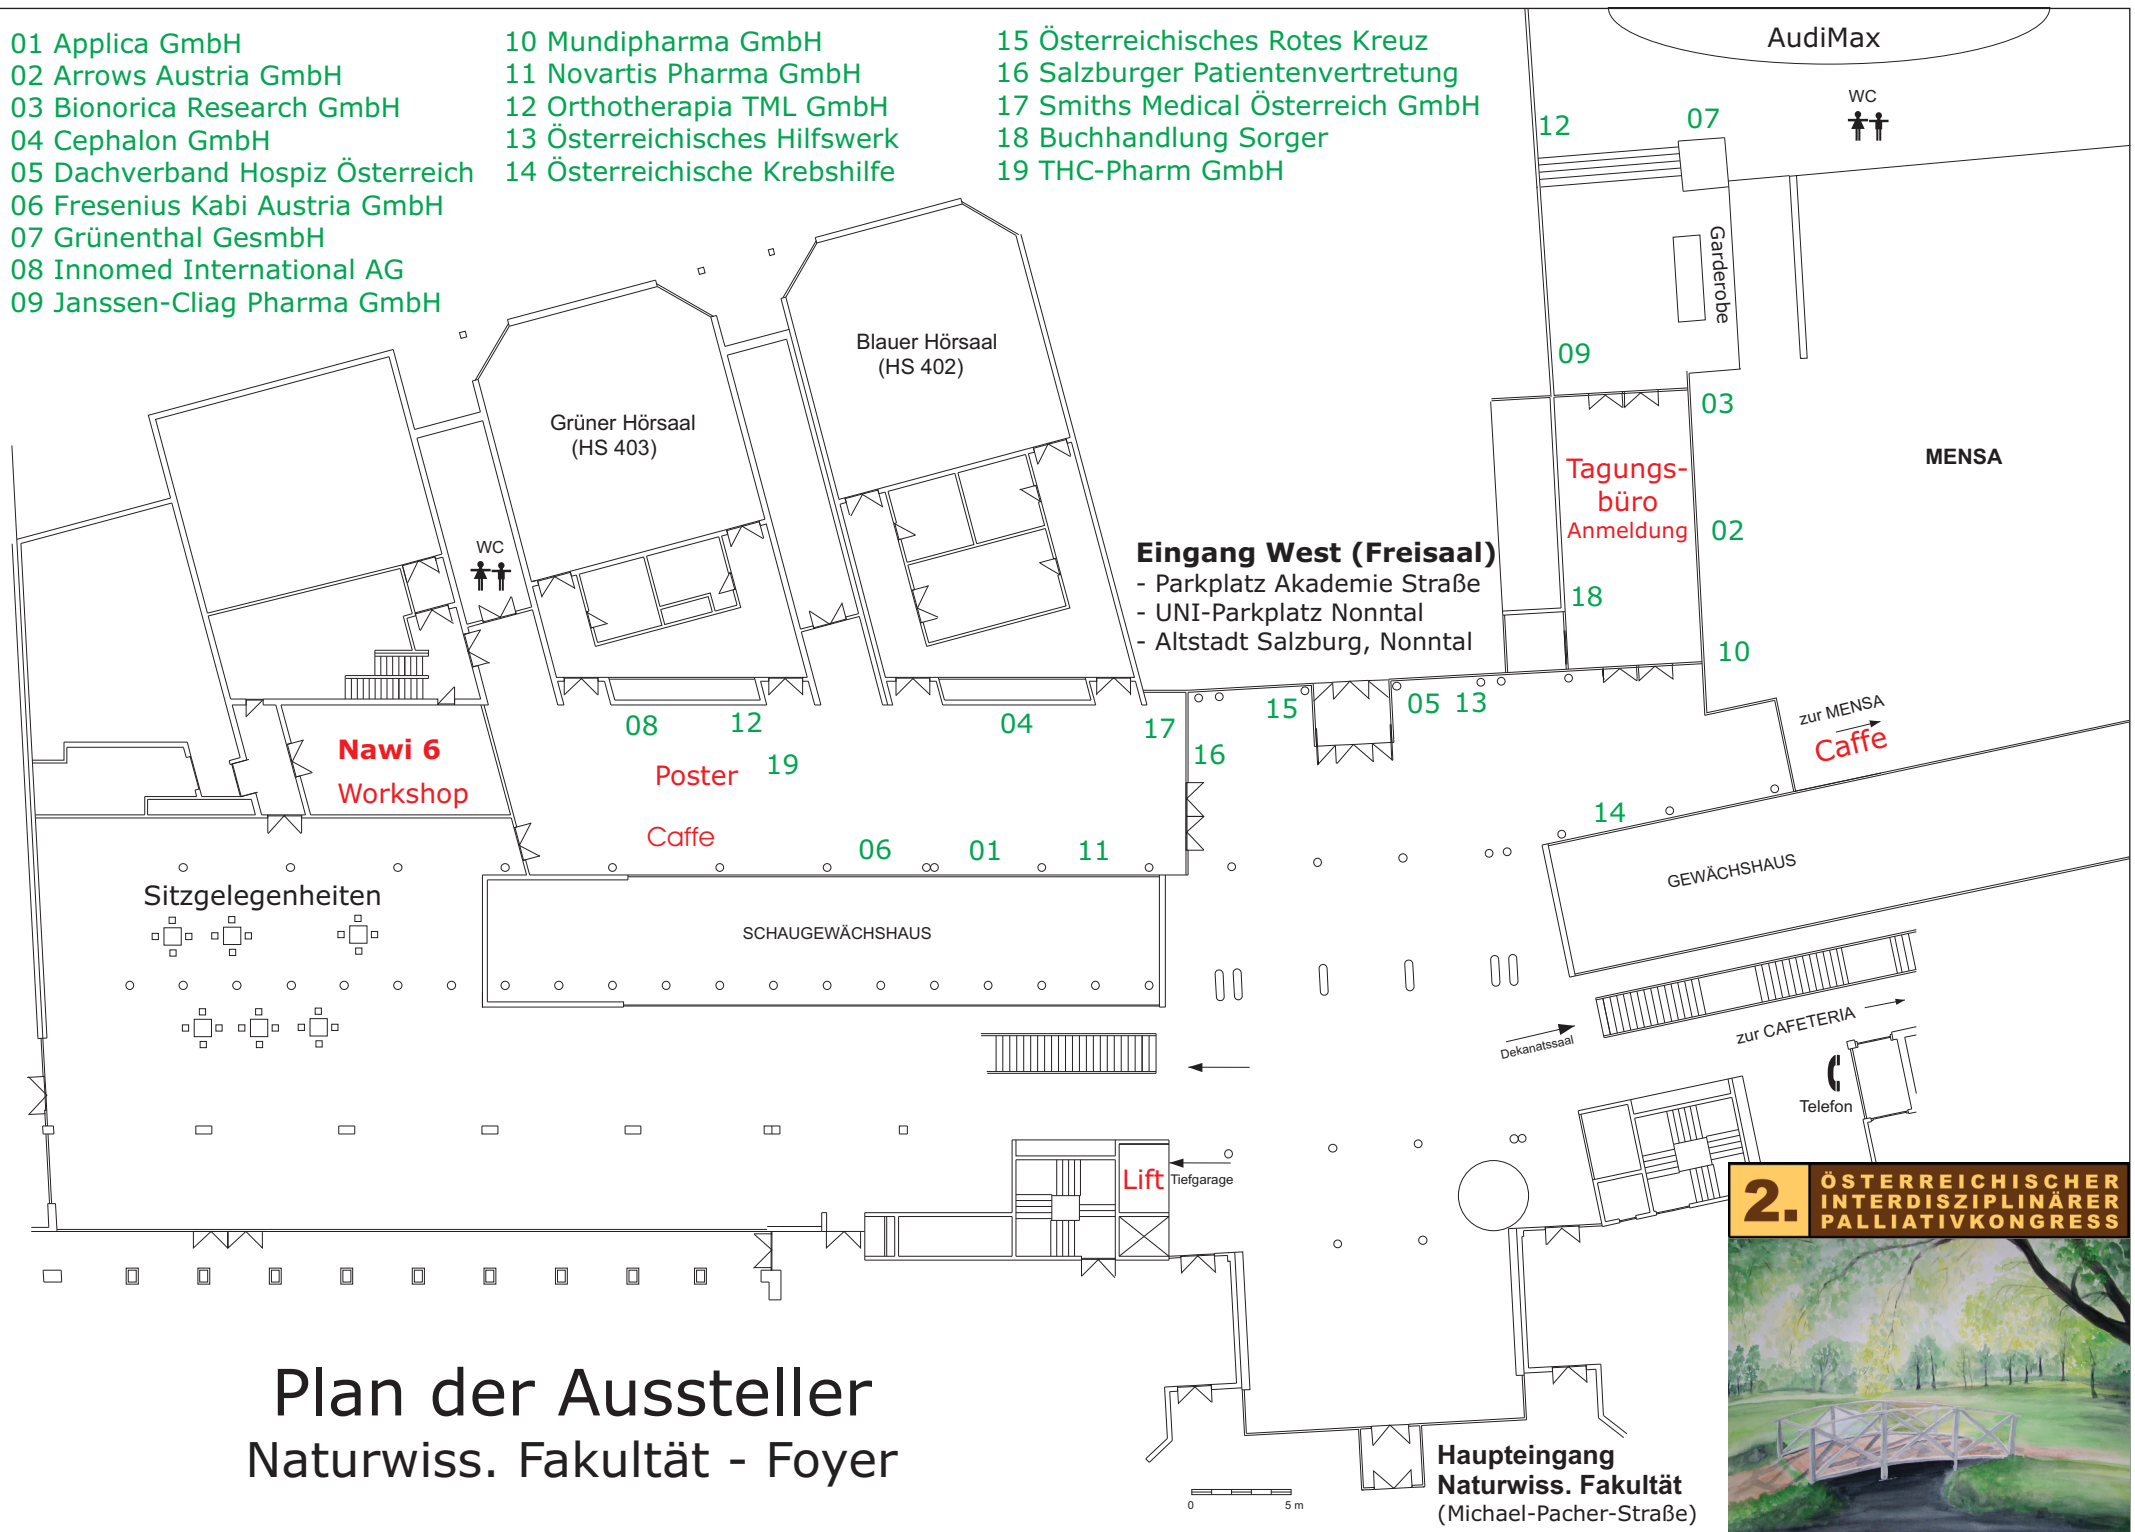 01 Applica GmbH
02 Arrows Austria GmbH
03 Bionorica Research GmbH
04 Cephalon GmbH
05 Dachverband Hospiz Österreich
06 Fresenius Kabi Austria GmbH
07 Grünenthal GesmbH
08 Innomed International AG
09 Janssen-Cliag Pharma GmbH
10 Mundipharma GmbH
11 Novartis Pharma GmbH
12 Orthotherapia TML GmbH
13 Österreichisches Hilfswerk
14 Österreichische Krebshilfe
15 Österreichisches Rotes Kreuz
16 Salzburger Patientenvertretung
17 Smiths Medical Österreich GmbH
18 Buchhandlung Sorger
19 THC-Pharm GmbH
AudiMax
WC
12
07
Garderobe
09
03
MENSA
Tagungs-
büro
Anmeldung
02
18
10
Blauer Hörsaal
(HS 402)
Grüner Hörsaal
(HS 403)
WC
Eingang West (Freisaal)
- Parkplatz Akademie Straße
- UNI-Parkplatz Nonntal
- Altstadt Salzburg, Nonntal
zur MENSA
Caffe
08
12
04
17
15
05
13
16
19
Nawi 6
Workshop
Poster
Caffe
06
01
11
14
Sitzgelegenheiten
GEWÄCHSHAUS
SCHAUGEWÄCHSHAUS
Dekanatssaal
zur CAFETERIA
Telefon
Lift
Tiefgarage
2.
ÖSTERREICHISCHER
INTERDISZIPLINÄRER
PALLIATIVKONGRESS
Plan der Aussteller
Naturwiss. Fakultät - Foyer
0
5 m
Haupteingang
Naturwiss. Fakultät
(Michael-Pacher-Straße)